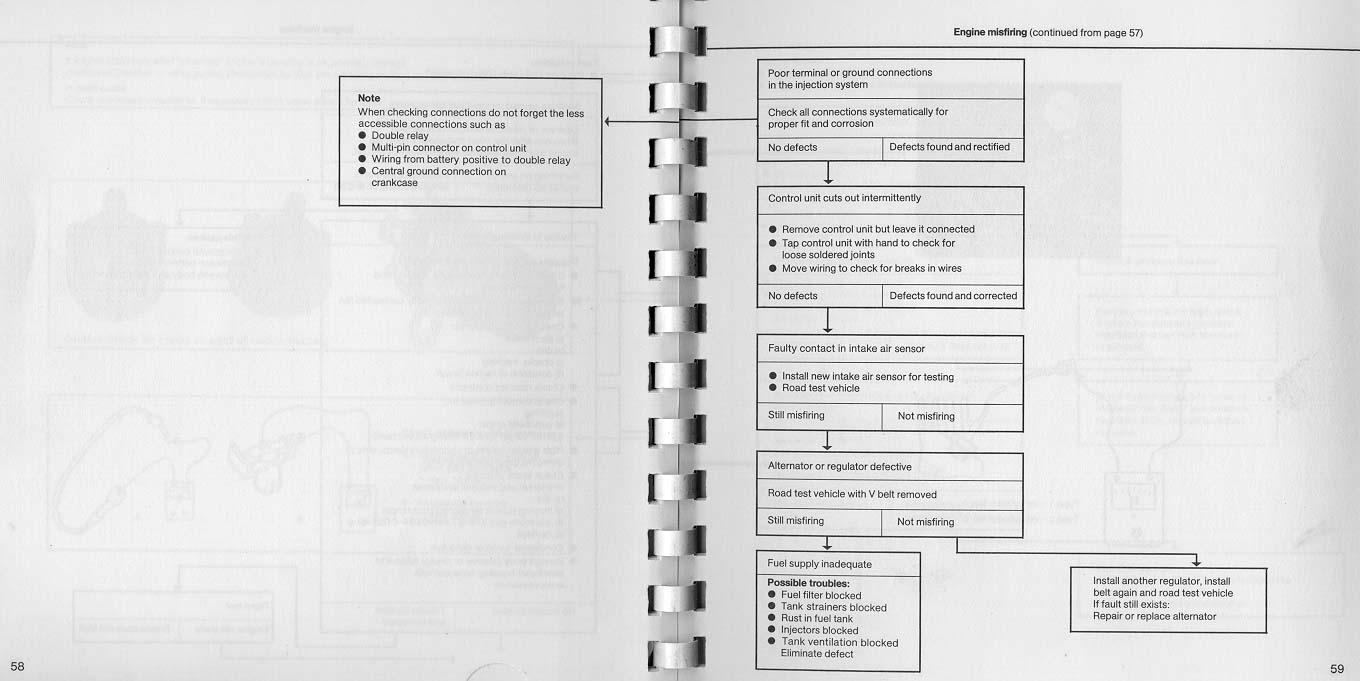 Note
When checking connections do not forget the less
accessible connections such as
● Double relay
● Multi-pin connector on control unit
● Wiring from battery positive to double relay
● Central ground connection on
crankcase
58
Engine misfiring (continued from page 57)
Poor terminal or ground connections
in the injection system
Check all connections systematically for
proper fit and corrosion
No defects
Defects found and rectified
Control unit cuts out intermittently
● Remove control unit but leave it connected
● Tap control unit with hand to check for
loose soldered joints
● Move wiring to check for breaks in wires
No defects
Defects found and corrected
Faulty contact in intake air sensor
● Install new intake air sensor for testing
● Road test vehicle
Still misfiring
Not misfiring
Alternator or regulator defective
Road test vehicle with V belt removed
Still misfiring
Not misfiring
Fuel supply inadequate
Possible troubles:
● Fuel filter blocked
● Tank strainers blocked
● Rust in fuel tank
● Injectors blocked
● Tank ventilation blocked
Eliminate defect
Install another regulator, install
belt again and road test vehicle
If fault still exists:
Repair or replace alternator
59